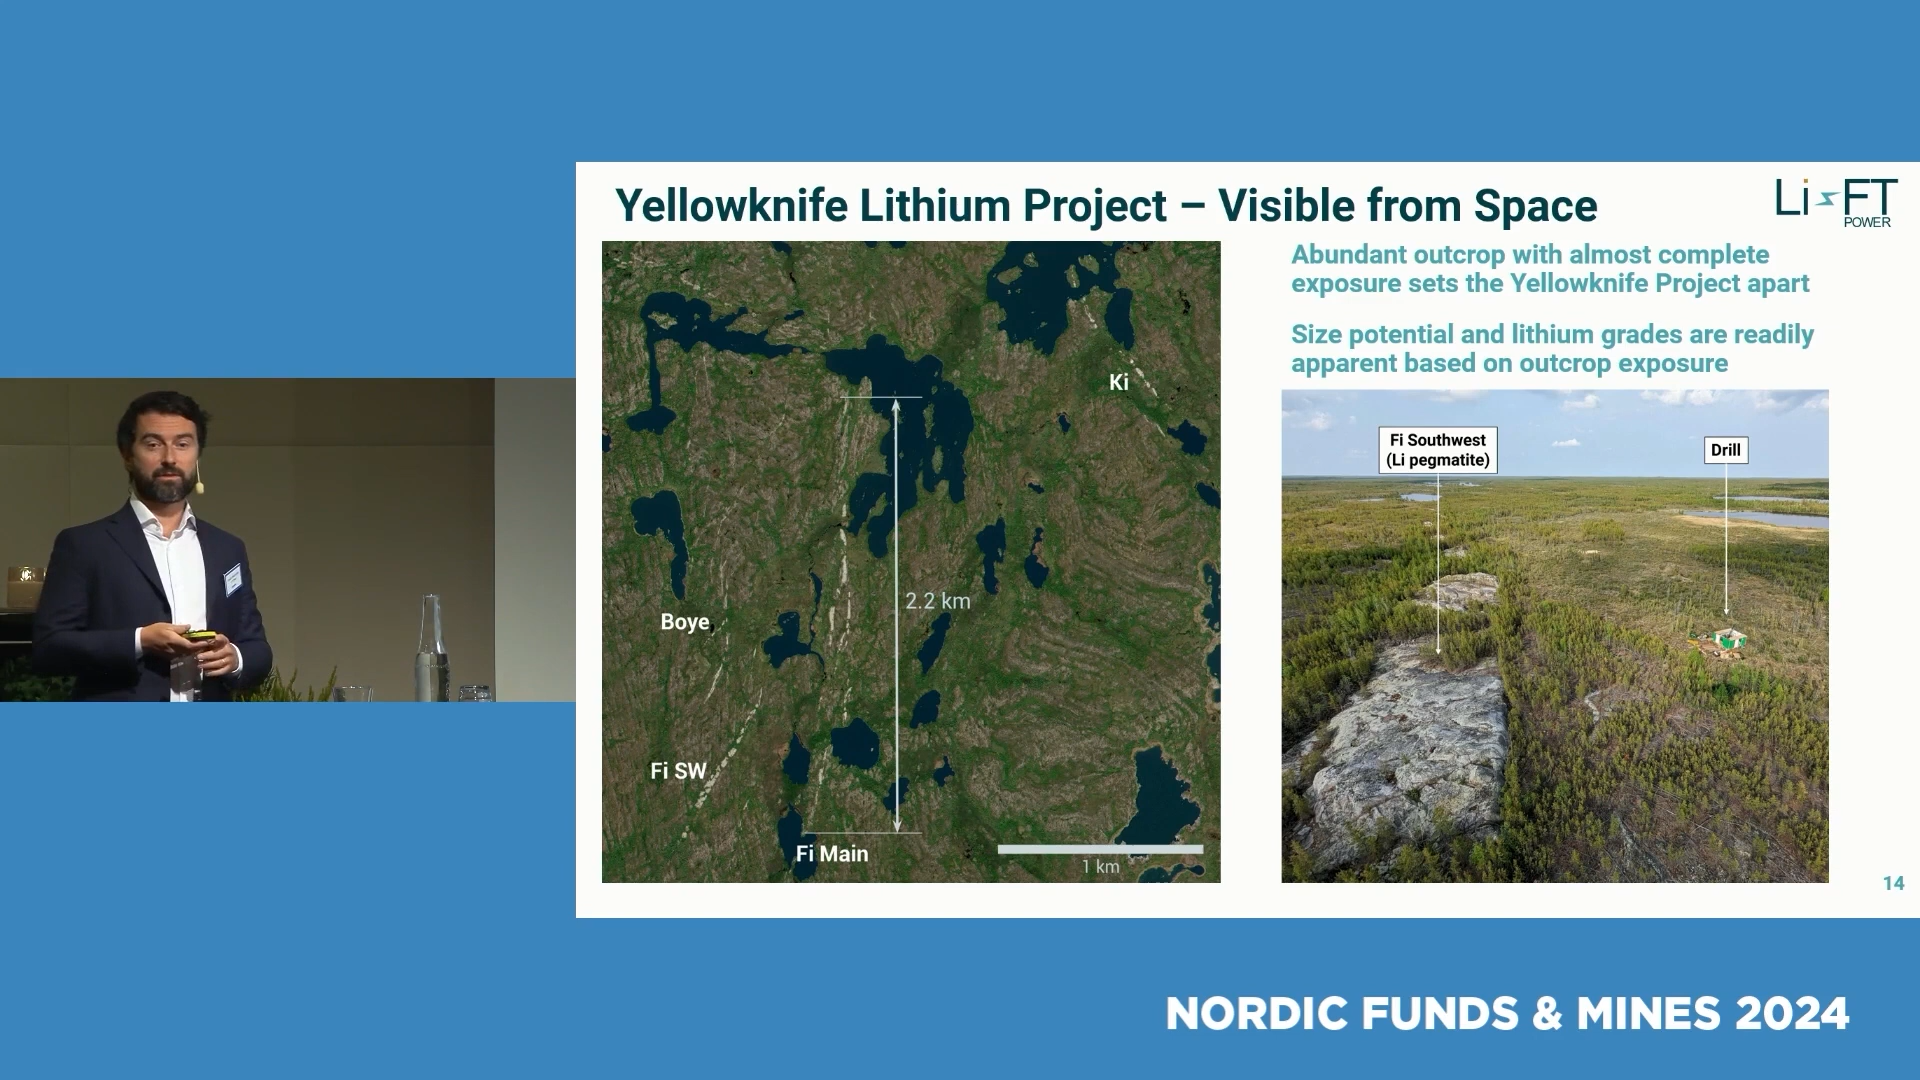 Yellowknife Lithium Project – Visible from Space
Li FT
POWER
Abundant outcrop with almost complete
exposure sets the Yellowknife Project apart
Size potential and lithium grades are readily
apparent based on outcrop exposure
Ki
2.2 km
Boye
Fi SW
Fi Main
1 km
Fi Southwest
(Li pegmatite)
Drill
14
NORDIC FUNDS & MINES 2024